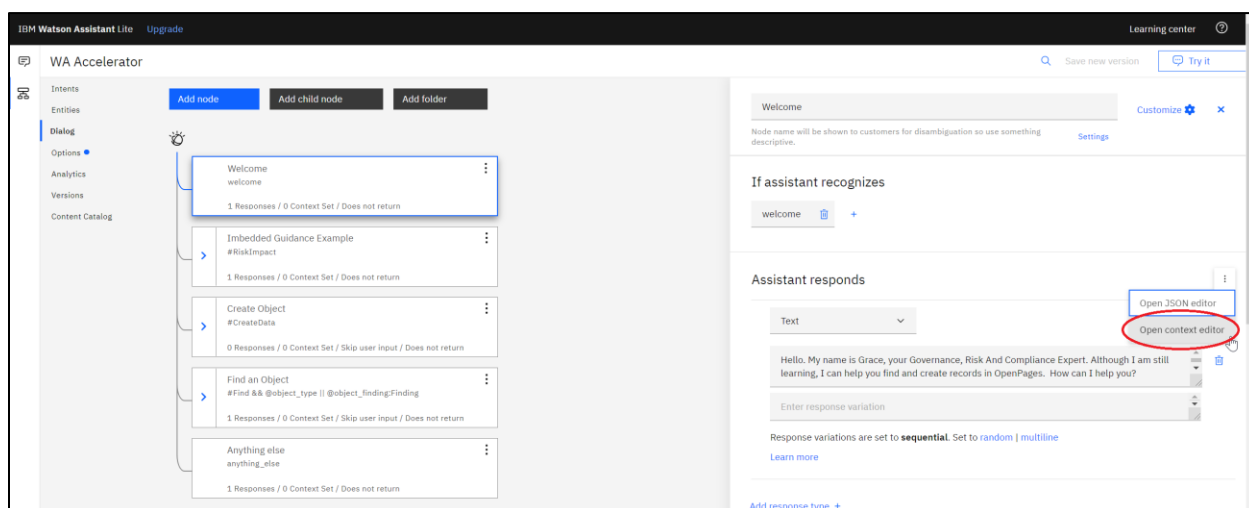 IBM Watson Assistant Lite Upgrade
Learning center
WA Accelerator
Save new version
Try it
Intents
Entities
Dialog
Options
Analytics
Versions
Content Catalog
Add node
Add child node
Add folder
Welcome
welcome
1 Responses / 0 Context Set / Does not return
Imbedded Guidance Example
#RiskImpact
1 Responses / 0 Context Set / Does not return
Create Object
#CreateData
0 Responses / 0 Context Set / Skip user input / Does not return
Find an Object
#Find && @object_type || @object_finding:Finding
1 Responses / 0 Context Set / Skip user input / Does not return
Anything else
anything_else
1 Responses / 0 Context Set / Does not return
Welcome
Customize
Node name will be shown to customers for disambiguation so use something
descriptive.
Settings
If assistant recognizes
welcome
Assistant responds
Open JSON editor
Open context editor
Text
Hello. My name is Grace, your Governance, Risk And Compliance Expert. Although I am still
learning, I can help you find and create records in OpenPages. How can I help you?
Enter response variation
Response variations are set to sequential. Set to random | multiline
Learn more
Add response type +